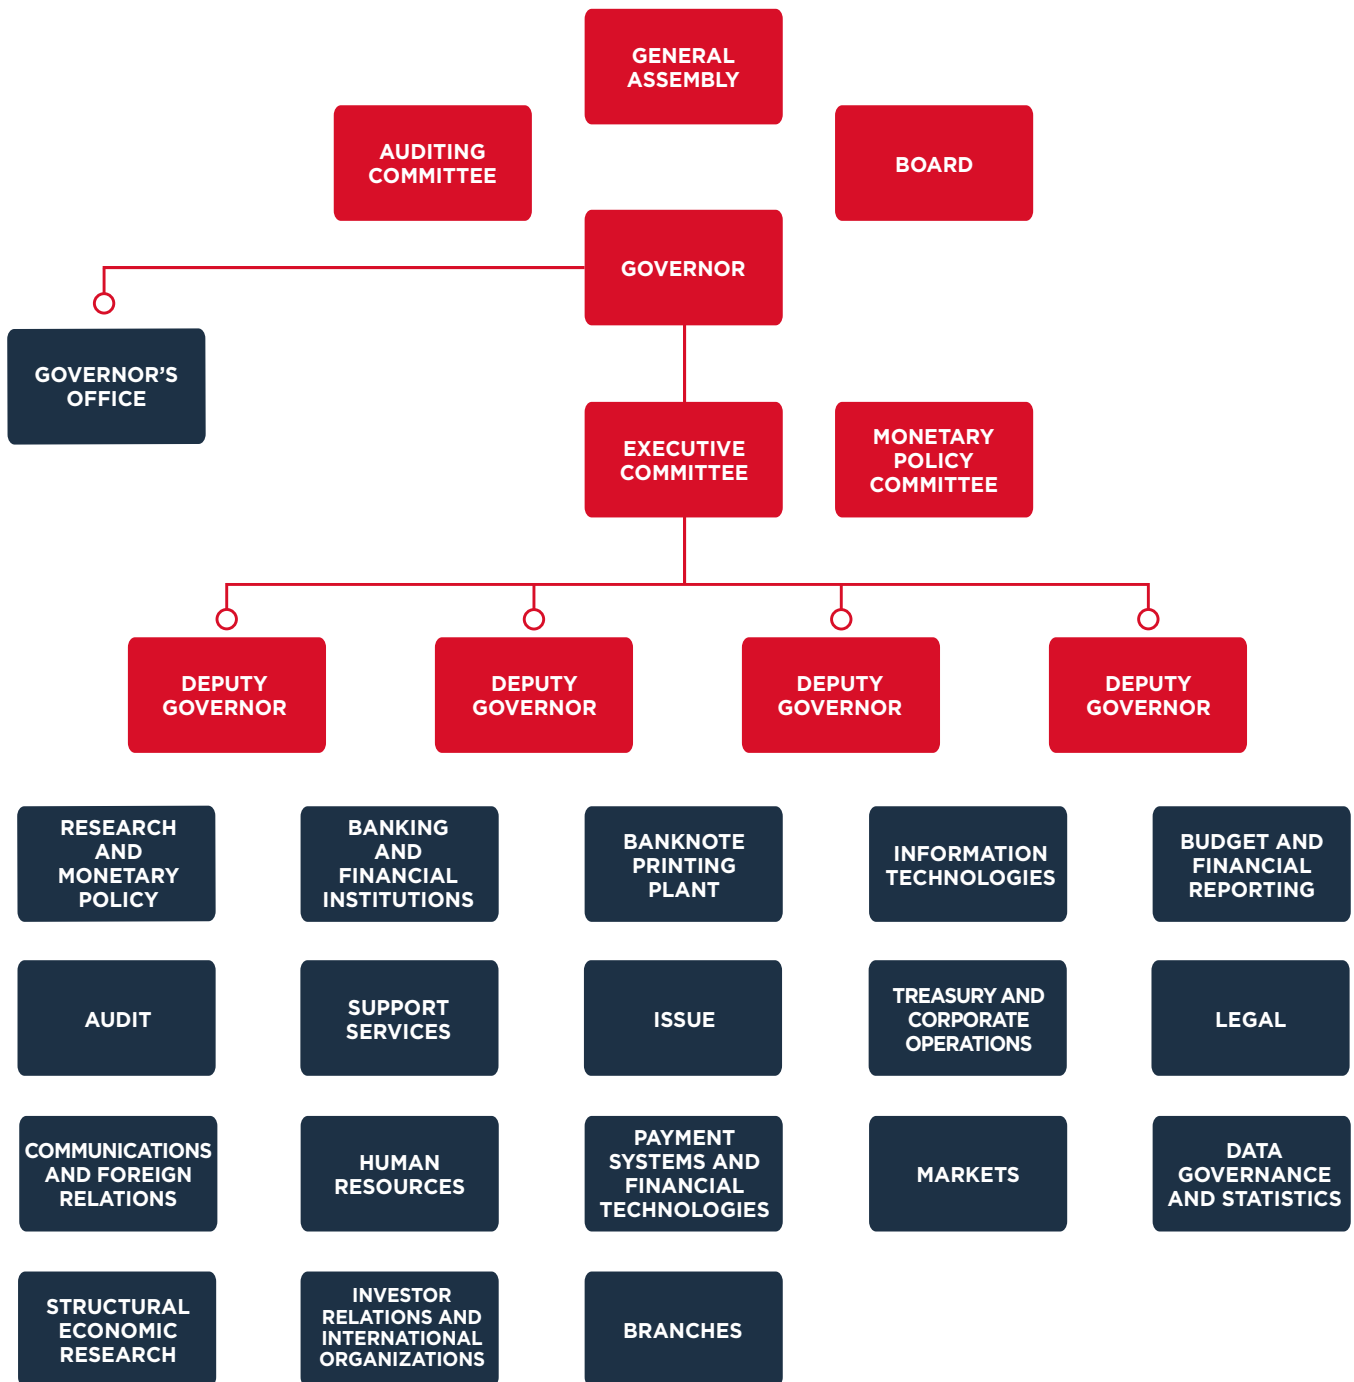 GENERAL
ASSEMBLY
AUDITING
COMMITTEE
BOARD
GOVERNOR
GOVERNOR’S
OFFICE
EXECUTIVE
COMMITTEE
MONETARY
POLICY
COMMITTEE
DEPUTY
GOVERNOR
DEPUTY
GOVERNOR
DEPUTY
GOVERNOR
DEPUTY
GOVERNOR
RESEARCH
AND
MONETARY
POLICY
BANKING
AND
FINANCIAL
INSTITUTIONS
BANKNOTE
PRINTING
PLANT
INFORMATION
TECHNOLOGIES
BUDGET AND
FINANCIAL
REPORTING
AUDIT
SUPPORT
SERVICES
ISSUE
TREASURY AND
CORPORATE
OPERATIONS
LEGAL
COMMUNICATIONS
AND FOREIGN
RELATIONS
HUMAN
RESOURCES
PAYMENT
SYSTEMS AND
FINANCIAL
TECHNOLOGIES
MARKETS
DATA
GOVERNANCE
AND STATISTICS
STRUCTURAL
ECONOMIC
RESEARCH
INVESTOR
RELATIONS AND
INTERNATIONAL
ORGANIZATIONS
BRANCHES